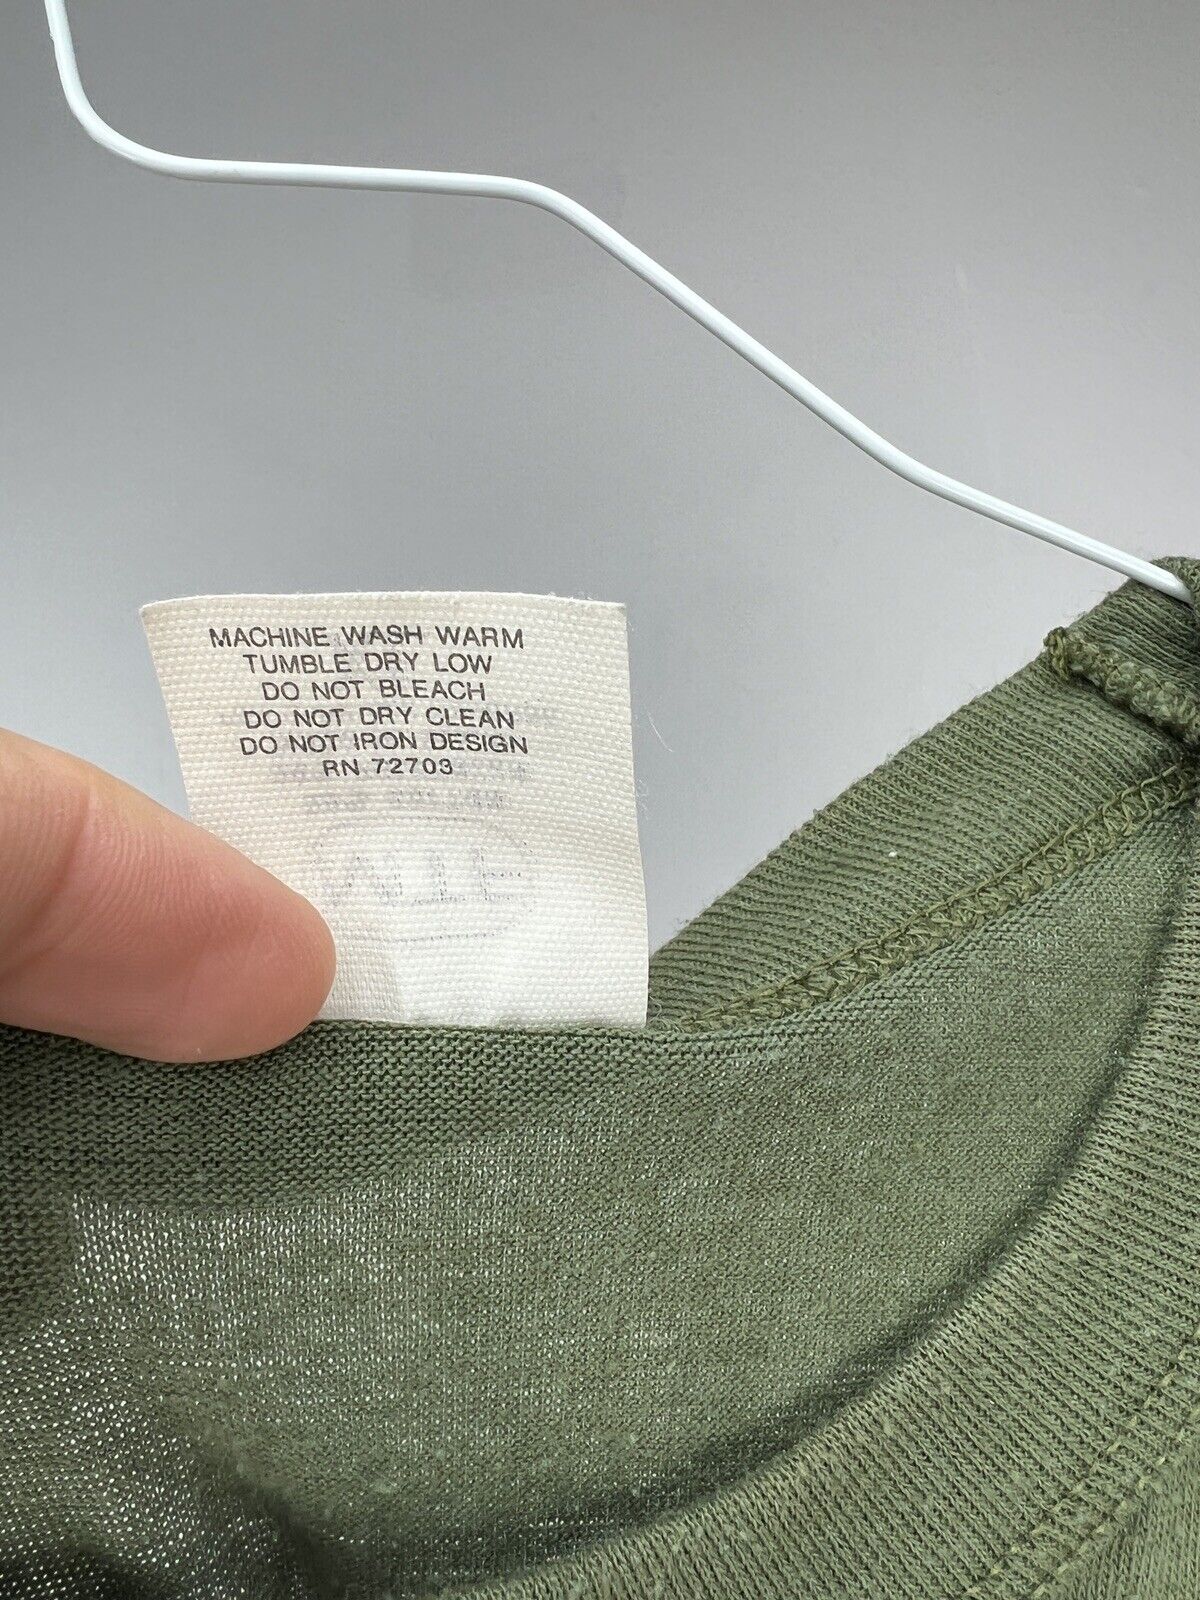 MACHINE WASH WARM
TUMBLE DRY LOW
DO NOT BLEACH
DO NOT DRY CLEAN
DO NOT IRON DESIGN
RN 72703